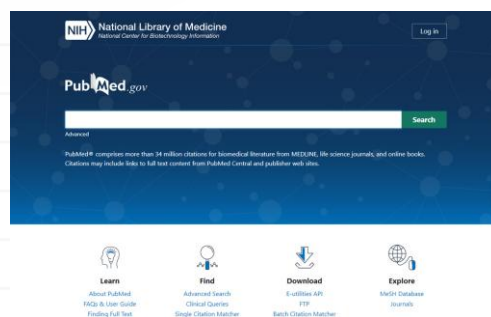 NIH National Library of Medicine
National Center for Biotechnology Information
Log in
PubMed.gov
Search
Advanced
PubMed® comprises more than 34 million citations for biomedical literature from MEDLINE, life science journals, and online books.
Citations may include links to full text content from PubMed Central and publisher web sites.
Learn
Find
Download
Explore
About PubMed
Advanced Search
E-utilities API
MeSH Database
FAQs & User Guide
Clinical Queries
FTP
Journals
Finding Full Text
Single Citation Matcher
Batch Citation Matcher